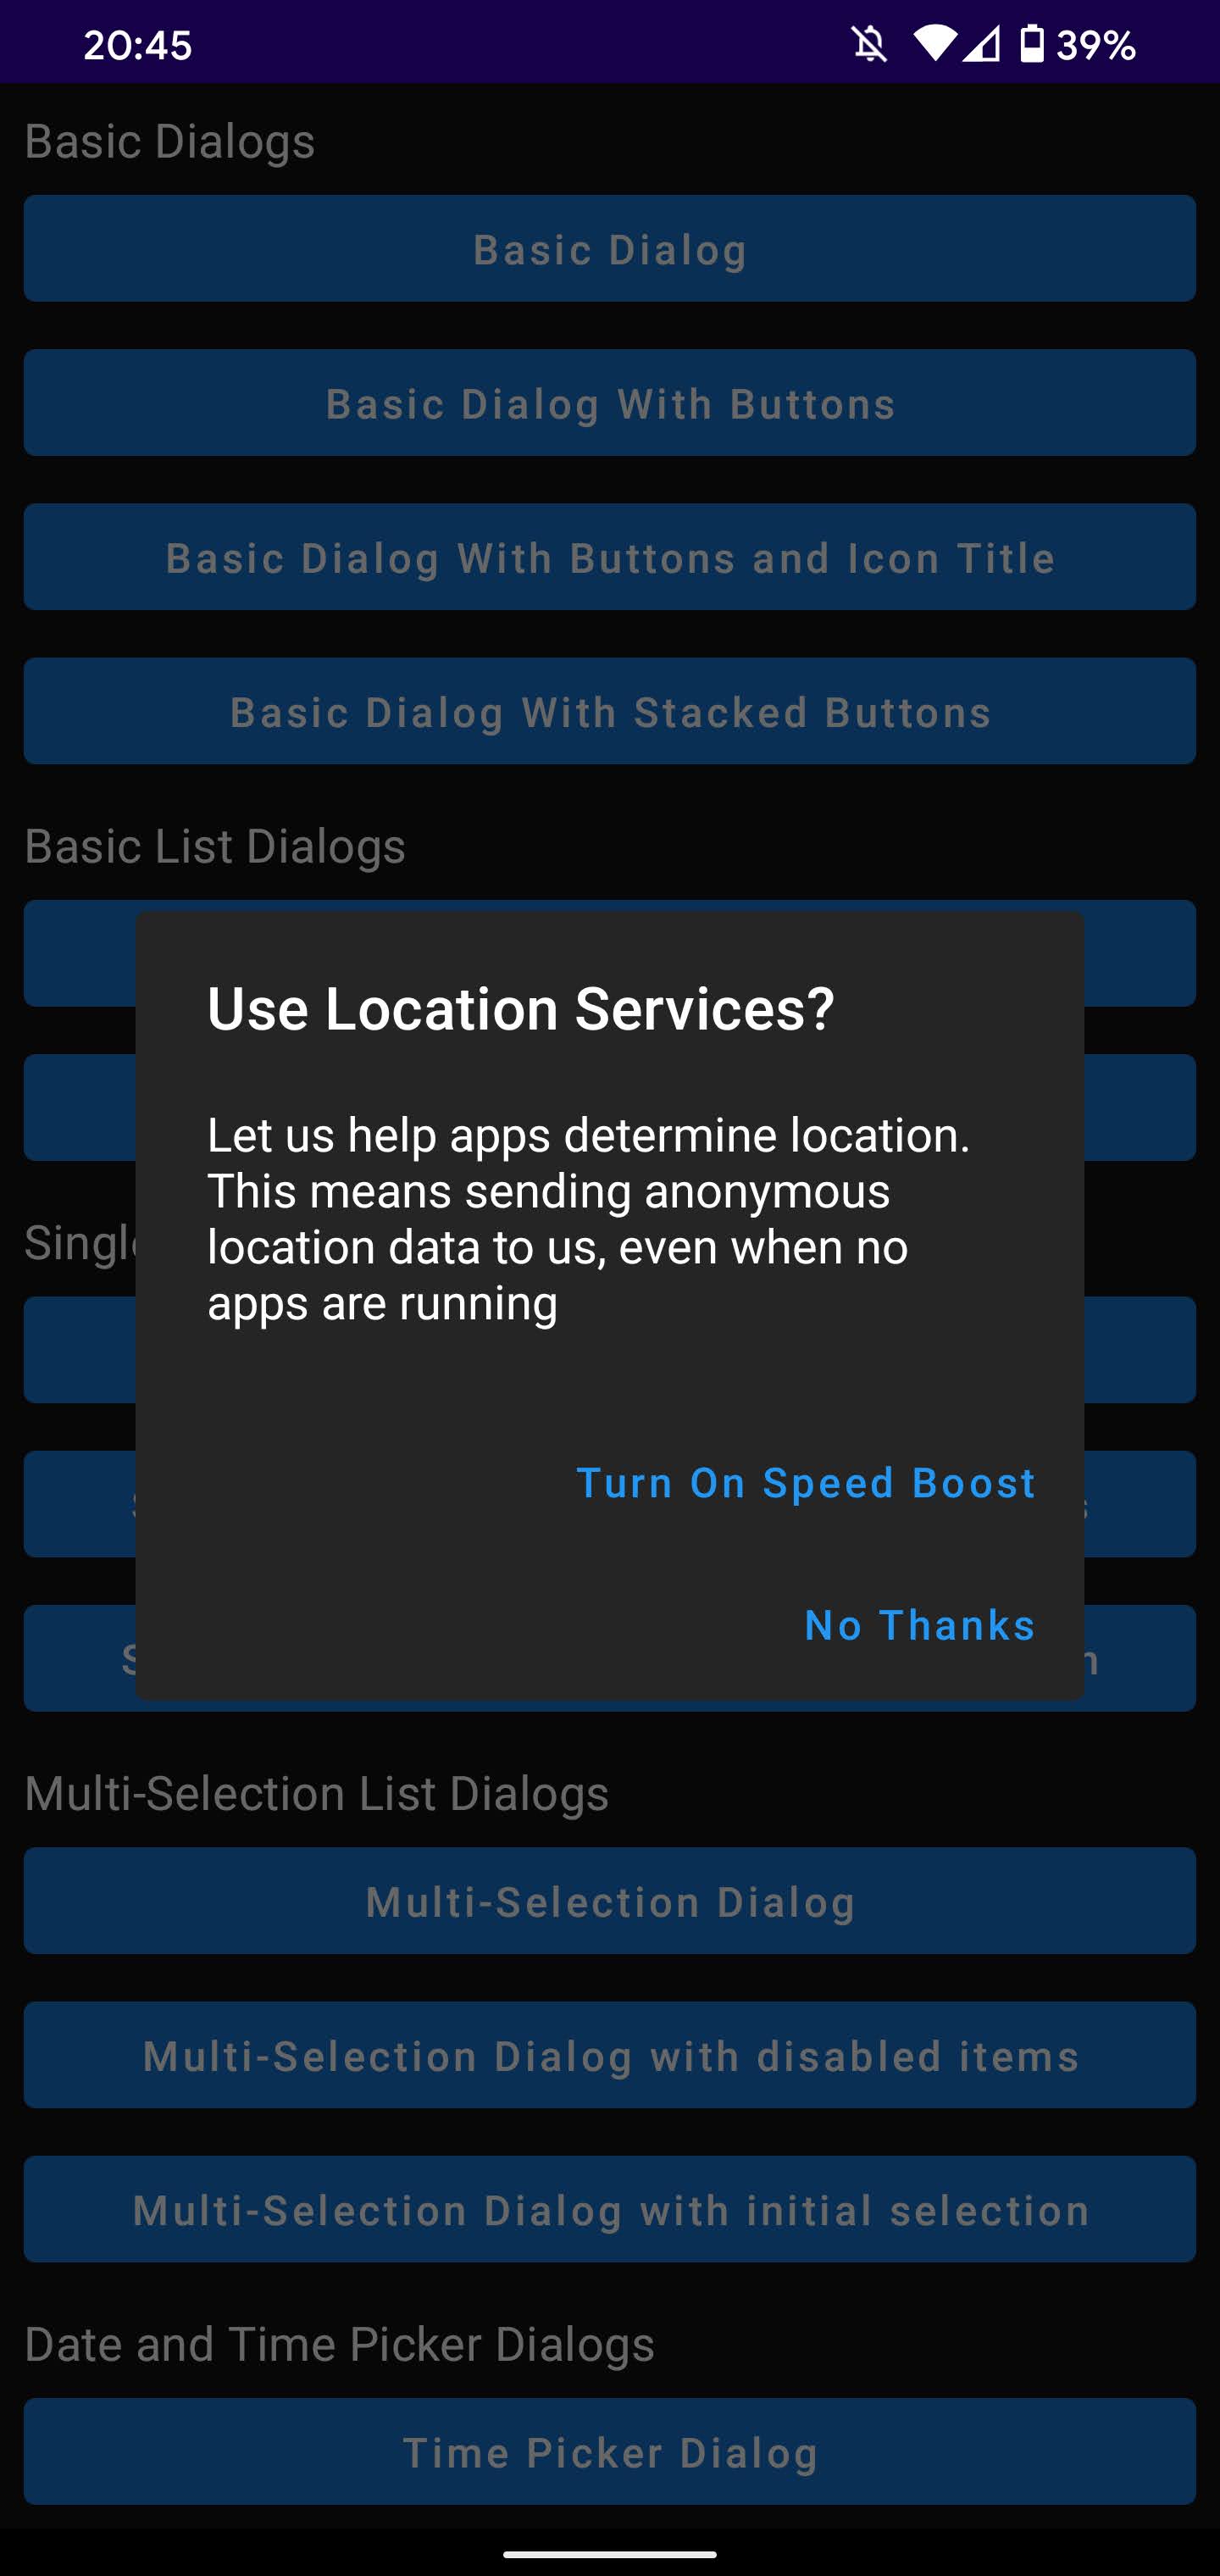 20:45
39%
Basic Dialogs
Basic Dialog
Basic Dialog With Buttons
Basic Dialog With Buttons and Icon Title
Basic Dialog With Stacked Buttons
Basic List Dialogs
Use Location Services?
Let us help apps determine location.
This means sending anonymous
location data to us, even when no
apps are running
Turn On Speed Boost
No Thanks
Multi-Selection List Dialogs
Multi-Selection Dialog
Multi-Selection Dialog with disabled items
Multi-Selection Dialog with initial selection
Date and Time Picker Dialogs
Time Picker Dialog